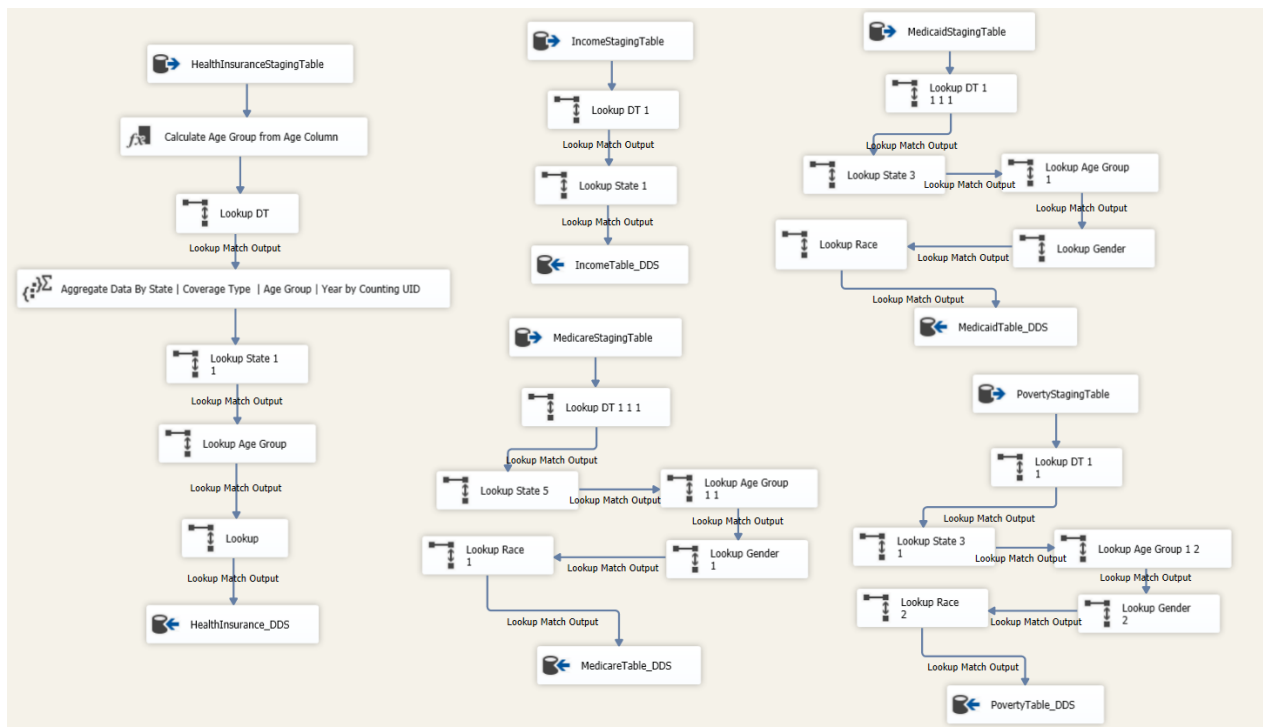 HealthInsuranceStagingTable
fx
Calculate Age Group from Age Column
Lookup DT
Lookup Match Output
Σ
Aggregate Data By State | Coverage Type | Age Group | Year by Counting UID
Lookup State 1
1
Lookup Match Output
Lookup Age Group
Lookup Match Output
Lookup
Lookup Match Output
HealthInsurance_DDS
IncomeStagingTable
Lookup DT 1
Lookup Match Output
Lookup State 1
Lookup Match Output
IncomeTable_DDS
MedicareStagingTable
Lookup DT 1 1 1
Lookup Match Output
Lookup State 5
Lookup Match Output
Lookup Age Group
1 1
Lookup Match Output
Lookup Gender
1
Lookup Match Output
Lookup Race
1
Lookup Match Output
MedicareTable_DDS
MedicaidStagingTable
Lookup DT 1
1 1 1
Lookup Match Output
Lookup State 3
Lookup Match Output
Lookup Age Group
1
Lookup Match Output
Lookup Gender
Lookup Match Output
Lookup Race
Lookup Match Output
MedicaidTable_DDS
PovertyStagingTable
Lookup DT 1
1
Lookup Match Output
Lookup State 3
1
Lookup Match Output
Lookup Age Group 1 2
Lookup Match Output
Lookup Gender
2
Lookup Match Output
Lookup Race
2
Lookup Match Output
PovertyTable_DDS